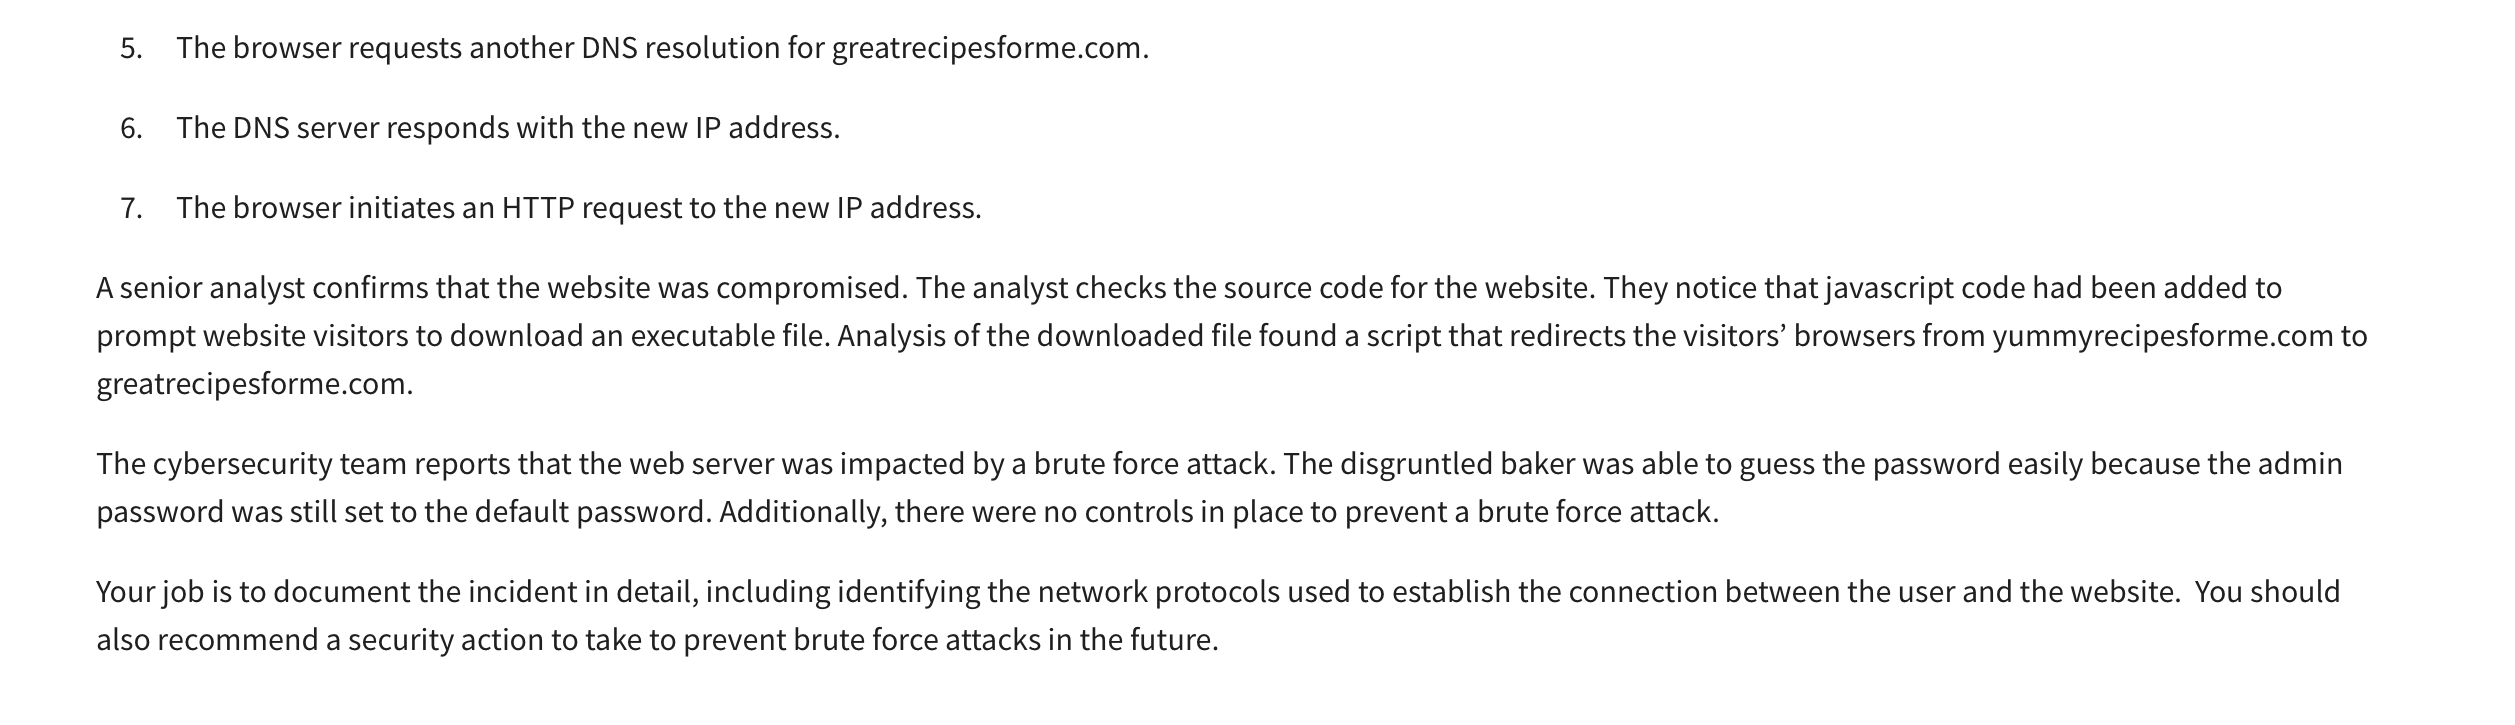 5. The browser requests another DNS resolution for greatrecipesforme.com.
6. The DNS server responds with the new IP address.
7. The browser initiates an HTTP request to the new IP address.
A senior analyst confirms that the website was compromised. The analyst checks the source code for the website. They notice that javascript code had been added to
prompt website visitors to download an executable file. Analysis of the downloaded file found a script that redirects the visitors’ browsers from yummyrecipesforme.com to
greatrecipesforme.com.
The cybersecurity team reports that the web server was impacted by a brute force attack. The disgruntled baker was able to guess the password easily because the admin
password was still set to the default password. Additionally, there were no controls in place to prevent a brute force attack.
Your job is to document the incident in detail, including identifying the network protocols used to establish the connection between the user and the website.  You should
also recommend a security action to take to prevent brute force attacks in the future.